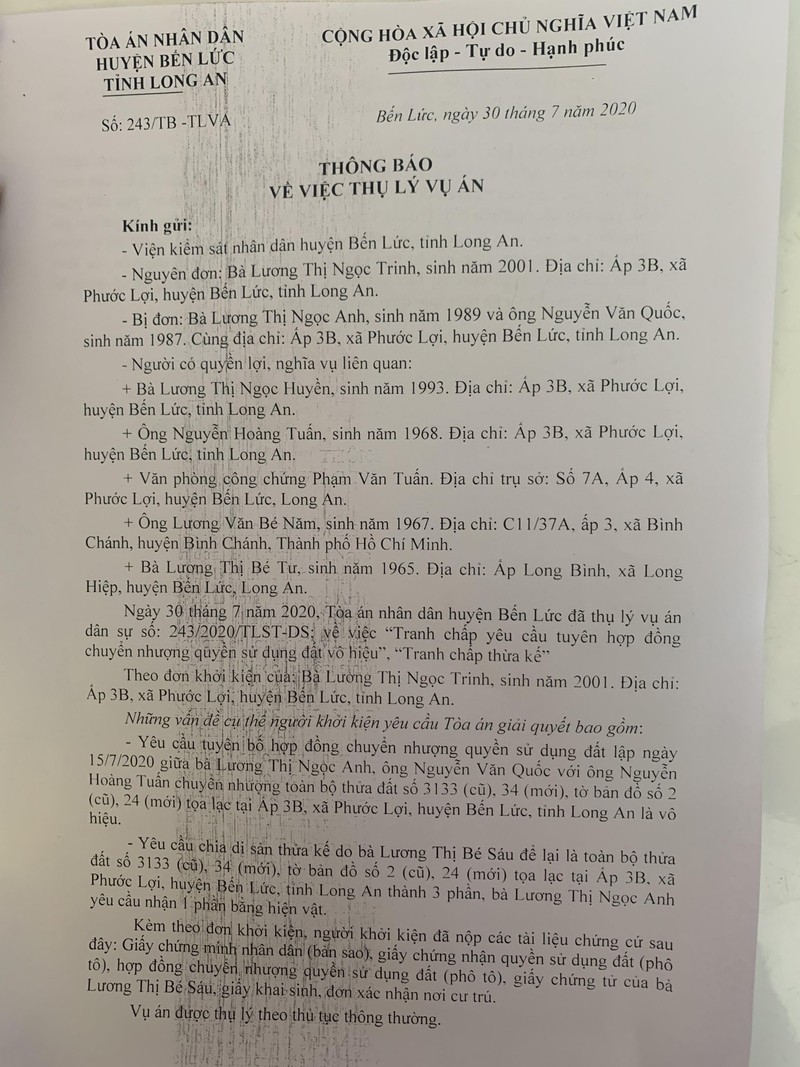 TÒA ÁN NHÂN DÂN
HUYỆN BẾN LỨC
TỈNH LONG AN
Số: 243/TB -TLVA
CỘNG HÒA XÃ HỘI CHỦ NGHĨA VIỆT NAM
Độc lập - Tự do - Hạnh phúc
Bến Lức, ngày 30 tháng 7 năm 2020
THÔNG BÁO
VỀ VIỆC THỤ LÝ VỤ ÁN
Kính gửi:
- Viện kiểm sát nhân dân huyện Bến Lức, tỉnh Long An.
- Nguyên đơn: Bà Lương Thị Ngọc Trinh, sinh năm 2001. Địa chỉ: Ấp 3B, xã
Phước Lợi, huyện Bến Lức, tỉnh Long An.
- Bị đơn: Bà Lương Thị Ngọc Anh, sinh năm 1989 và ông Nguyễn Văn Quốc,
sinh năm 1987. Cùng địa chỉ: Ấp 3B, xã Phước Lợi, huyện Bến Lức, tỉnh Long An.
- Người có quyền lợi, nghĩa vụ liên quan:
+ Bà Lương Thị Ngọc Huyền, sinh năm 1993. Địa chỉ: Ấp 3B, xã Phước Lợi,
huyện Bến Lức, tỉnh Long An.
+ Ông Nguyễn Hoàng Tuấn, sinh năm 1968. Địa chỉ: Ấp 3B, xã Phước Lợi,
huyện Bến Lức, tỉnh Long An.
+ Văn phòng công chứng Phạm Văn Tuấn. Địa chỉ trụ sở: Số 7A, Ấp 4, xã
Phước Lợi, huyện Bến Lức, Long An.
+ Ông Lương Văn Bé Năm, sinh năm 1967. Địa chỉ: C11/37A, ấp 3, xã Bình
Chánh, huyện Bình Chánh, Thành phố Hồ Chí Minh.
+ Bà Lương Thị Bé Tư, sinh năm 1965. Địa chỉ: Ấp Long Bình, xã Long
Hiệp, huyện Bến Lức, Long An.
Ngày 30 tháng 7 năm 2020, Tòa án nhân dân huyện Bến Lức đã thụ lý vụ án
dân sự số: 243/2020/TLST-DS; về việc “Tranh chấp yêu cầu tuyên hợp đồng
chuyển nhượng quyền sử dụng đất vô hiệu”, “Tranh chấp thừa kế”
Theo đơn khởi kiện của: Bà Lường Thị Ngọc Trinh, sinh năm 2001. Địa chỉ:
Ấp 3B, xã Phước Lợi, huyện Bến Lức, tỉnh Long An.
Những vấn đề cụ thể người khởi kiện yêu cầu Tòa án giải quyết bao gồm:
- Yêu cầu tuyên bố hợp đồng chuyển nhượng quyền sử dụng đất lập ngày
15/7/2020 giữa bà Lương Thị Ngọc Anh, ông Nguyễn Văn Quốc với ông Nguyễn
Hoàng Tuấn chuyển nhượng toàn bộ thửa đất số 3133 (cũ), 34 (mới), tờ bản đồ số 2
(cũ), 24 (mới) tọa lạc tại Ấp 3B, xã Phước Lợi, huyện Bến Lức, tỉnh Long An là vô
hiệu.
- Yêu cầu chia di sản thừa kế do bà Lương Thị Bé Sáu để lại là toàn bộ thửa
đất số 3133 (cũ), 34 (mới), tờ bản đồ số 2 (cũ), 24 (mới) tọa lạc tại Ấp 3B, xã
Phước Lợi, huyện Bến Lức, tỉnh Long An thành 3 phần, bà Lương Thị Ngọc Anh
yêu cầu nhận 1 phần bằng hiện vật.
Kèm theo đơn khởi kiện, người khởi kiện đã nộp các tài liệu chứng cứ sau
đây: Giấy chứng minh nhân dân (bản sao), giấy chứng nhận quyền sử dụng đất (phô
tô), hợp đồng chuyển nhượng quyền sử dụng đất (phô tô), giấy chứng tử của bà
Lương Thị Bé Sáu, giấy khai sinh, đơn xác nhận nơi cư trú.
Vụ án được thụ lý theo thủ tục thông thường.